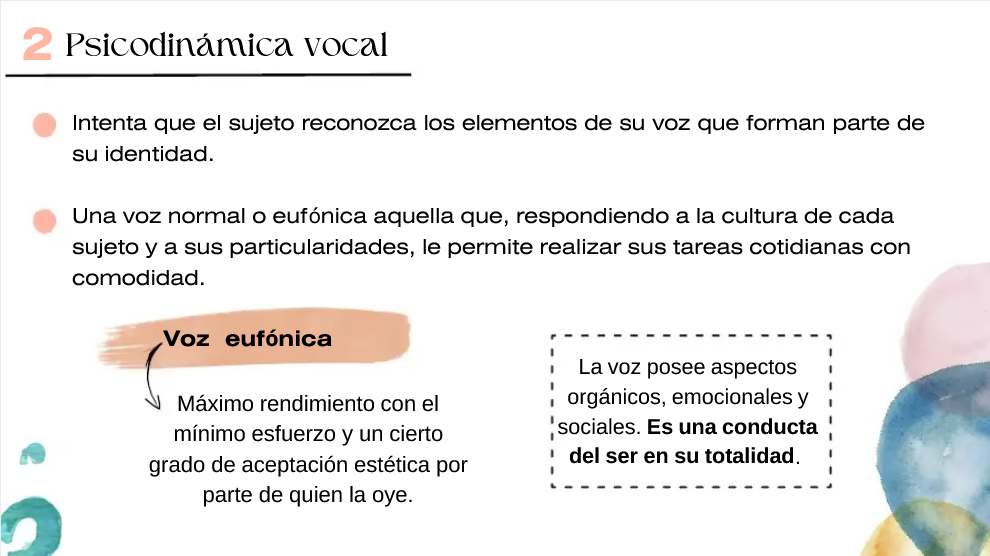 2 Psicodinámica vocal
Intenta que el sujeto reconozca los elementos de su voz que forman parte de
su identidad.
Una voz normal o eufónica aquella que, respondiendo a la cultura de cada
sujeto y a sus particularidades, le permite realizar sus tareas cotidianas con
comodidad.
Voz eufónica
Máximo rendimiento con el
mínimo esfuerzo y un cierto
grado de aceptación estética por
parte de quien la oye.
La voz posee aspectos
orgánicos, emocionales y
sociales. Es una conducta
del ser en su totalidad.